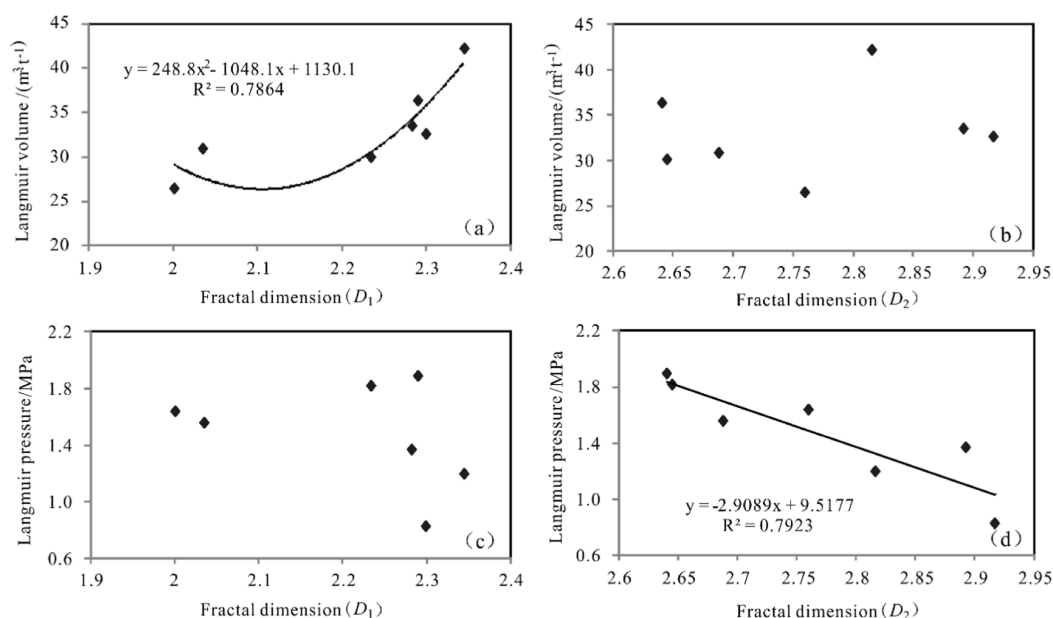 45
40
35
30
25
20
Langmuir volume /(m³t⁻¹)
y = 248.8x²- 1048.1x + 1130.1
R² = 0.7864
(a)
1.9 2 2.1 2.2 2.3 2.4
Fractal dimension (D₁)
45
40
35
30
25
20
Langmuir volume /(m³t⁻¹)
(b)
2.6 2.65 2.7 2.75 2.8 2.85 2.9 2.95
Fractal dimension (D₂)
2.2
1.8
1.4
1.0
0.6
Langmuir pressure/MPa
(c)
1.9 2 2.1 2.2 2.3 2.4
Fractal dimension (D₁)
2.2
1.8
1.4
1.0
0.6
Langmuir pressure/MPa
y = -2.9089x + 9.5177
R² = 0.7923
(d)
2.6 2.65 2.7 2.75 2.8 2.85 2.9 2.95
Fractal dimension (D₂)